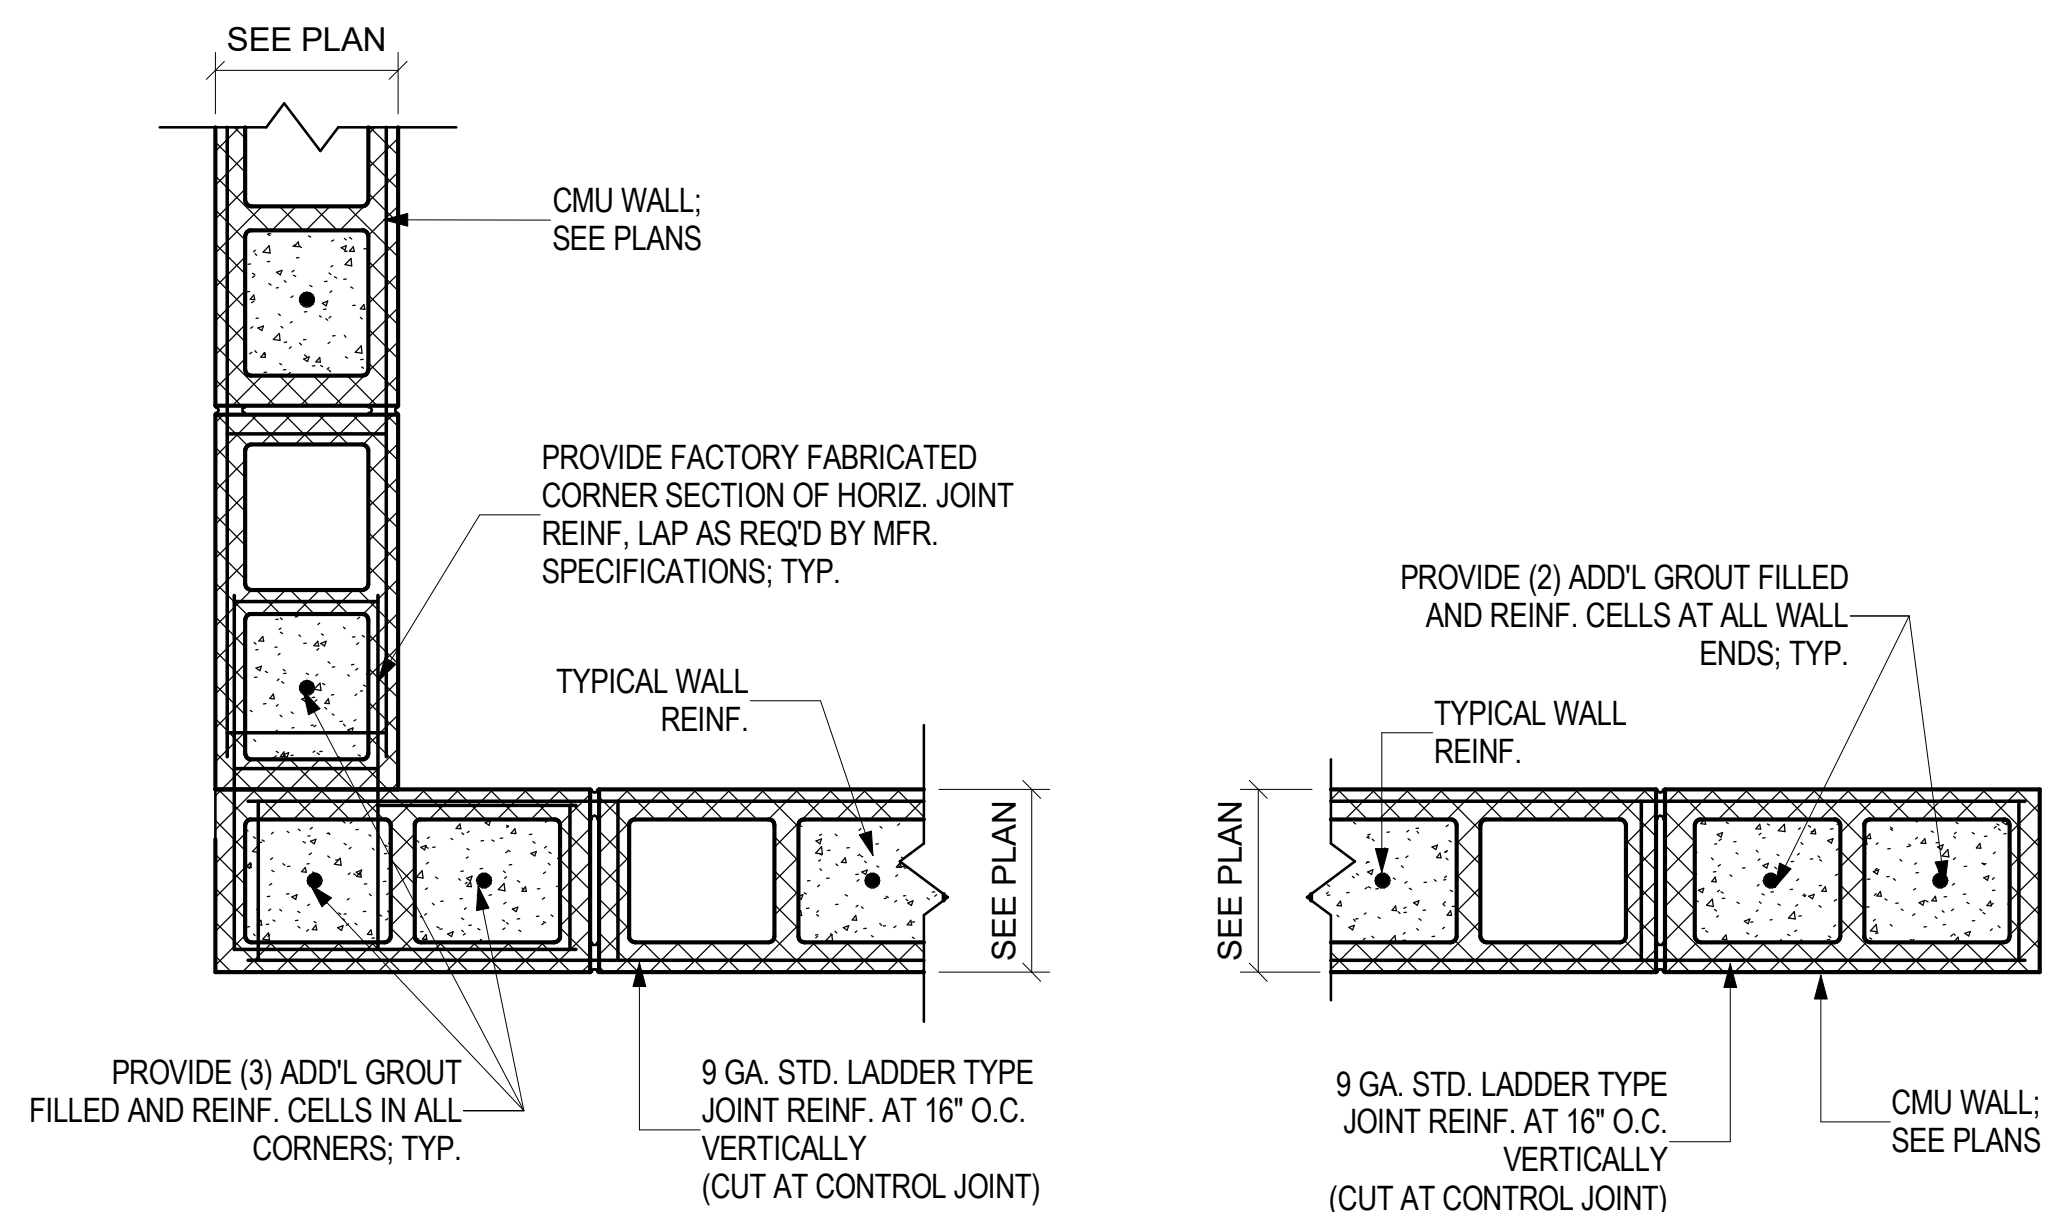 SEE PLAN
CMU WALL;
SEE PLANS
PROVIDE FACTORY FABRICATED
CORNER SECTION OF HORIZ. JOINT
REINF, LAP AS REQ'D BY MFR.
SPECIFICATIONS; TYP.
TYPICAL WALL
REINF.
SEE PLAN
PROVIDE (3) ADD'L GROUT
FILLED AND REINF. CELLS IN ALL
CORNERS; TYP.
9 GA. STD. LADDER TYPE
JOINT REINF. AT 16" O.C.
VERTICALLY
(CUT AT CONTROL JOINT)
PROVIDE (2) ADD'L GROUT FILLED
AND REINF. CELLS AT ALL WALL
ENDS; TYP.
TYPICAL WALL
REINF.
SEE PLAN
9 GA. STD. LADDER TYPE
JOINT REINF. AT 16" O.C.
VERTICALLY
(CUT AT CONTROL JOINT)
CMU WALL;
SEE PLANS